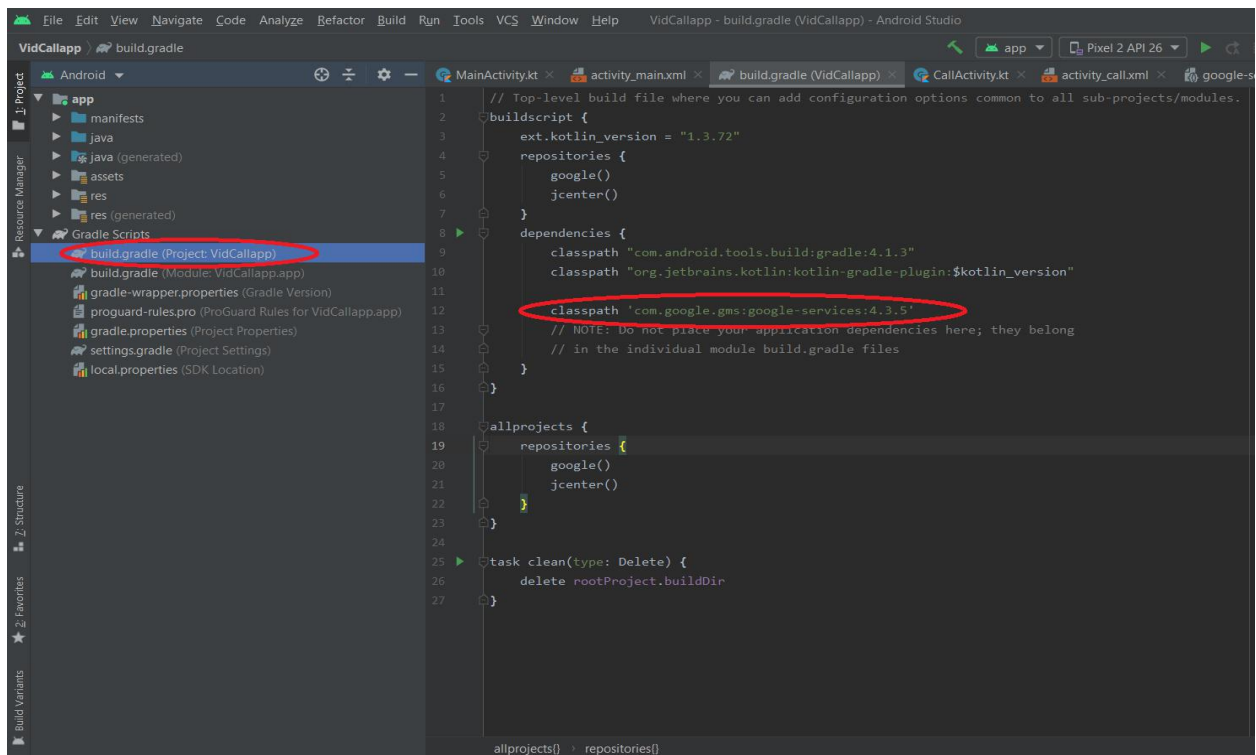 File Edit View Navigate Code Analyze Refactor Build Run Tools VCS Window Help VidCallapp - build.gradle (VidCallapp) - Android Studio
VidCallapp build.gradle
app Pixel 2 API 26
1: Project
Resource Manager
Z: Structure
2: Favorites
Build Variants
Android
app
manifests
java
java (generated)
assets
res
res (generated)
Gradle Scripts
build.gradle (Project: VidCallapp)
build.gradle (Module: VidCallapp.app)
gradle-wrapper.properties (Gradle Version)
proguard-rules.pro (ProGuard Rules for VidCallapp.app)
gradle.properties (Project Properties)
settings.gradle (Project Settings)
local.properties (SDK Location)
MainActivity.kt activity_main.xml build.gradle (VidCallapp) CallActivity.kt activity_call.xml google-s
1 // Top-level build file where you can add configuration options common to all sub-projects/modules.
2 buildscript {
3 ext.kotlin_version = "1.3.72"
4 repositories {
5 google()
6 jcenter()
7 }
8 dependencies {
9 classpath "com.android.tools.build:gradle:4.1.3"
10 classpath "org.jetbrains.kotlin:kotlin-gradle-plugin:$kotlin_version"
11
12 classpath 'com.google.gms:google-services:4.3.5'
13 // NOTE: Do not place your application dependencies here; they belong
14 // in the individual module build.gradle files
15 }
16 }
17
18 allprojects {
19 repositories {
20 google()
21 jcenter()
22 }
23 }
24
25 task clean(type: Delete) {
26 delete rootProject.buildDir
27 }
allprojects{} repositories{}